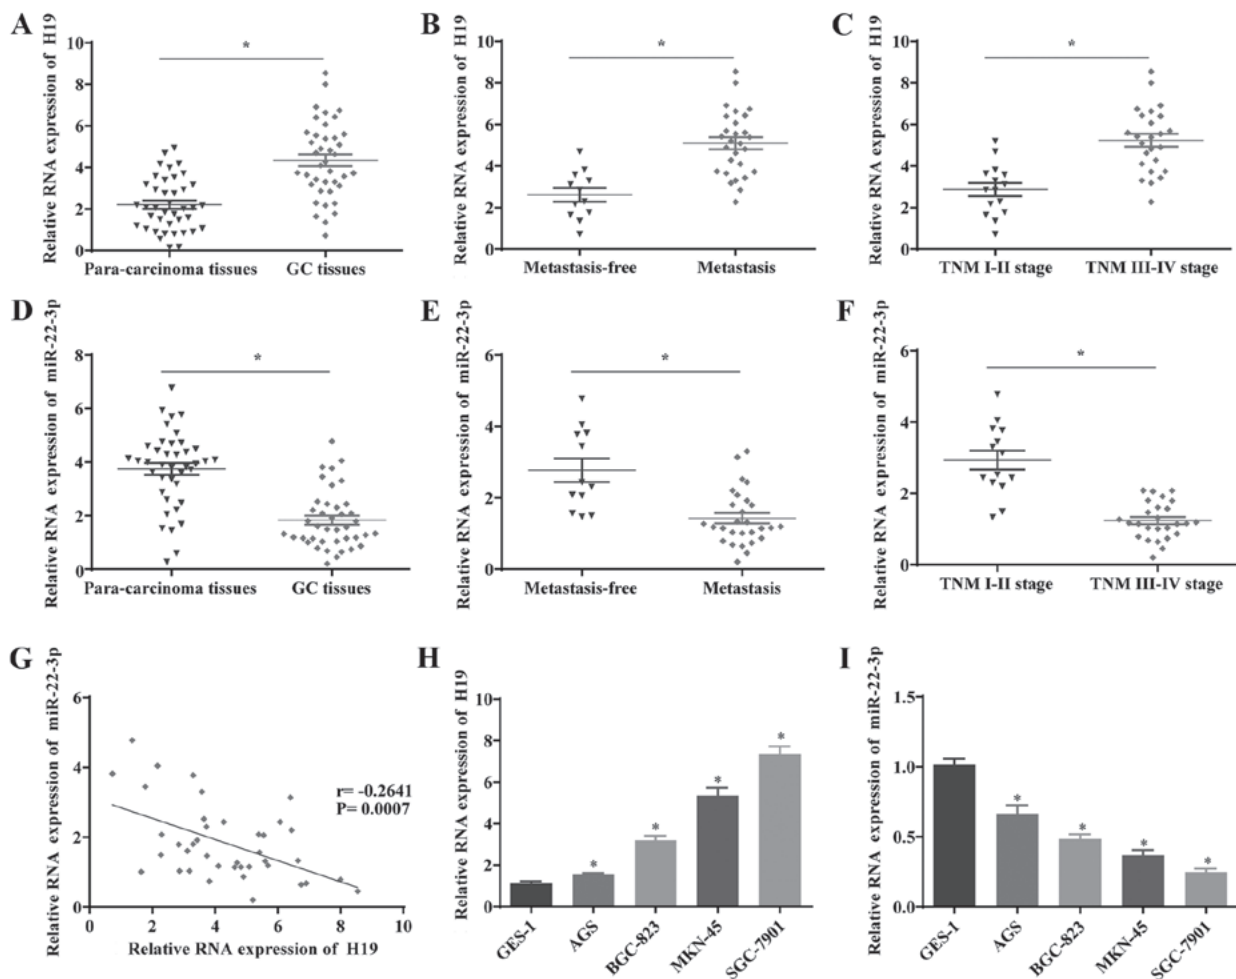 A
Relative RNA expression of H19
10
8
6
4
2
0
*
Para-carcinoma tissues
GC tissues
B
Relative RNA expression of H19
10
8
6
4
2
0
*
Metastasis-free
Metastasis
C
Relative RNA expression of H19
10
8
6
4
2
0
*
TNM I-II stage
TNM III-IV stage
D
Relative RNA expression of miR-22-3p
8
6
4
2
0
*
Para-carcinoma tissues
GC tissues
E
Relative RNA expression of miR-22-3p
6
4
2
0
*
Metastasis-free
Metastasis
F
Relative RNA expression of miR-22-3p
6
4
2
0
*
TNM I-II stage
TNM III-IV stage
G
Relative RNA expression of miR-22-3p
6
4
2
0
r= -0.2641
P= 0.0007
0 2 4 6 8 10
Relative RNA expression of H19
H
Relative RNA expression of H19
10
8
6
4
2
0
*
*
*
*
GES-1
AGS
BGC-823
MKN-45
SGC-7901
I
Relative RNA expression of miR-22-3p
1.5
1.0
0.5
0.0
*
*
*
*
GES-1
AGS
BGC-823
MKN-45
SGC-7901